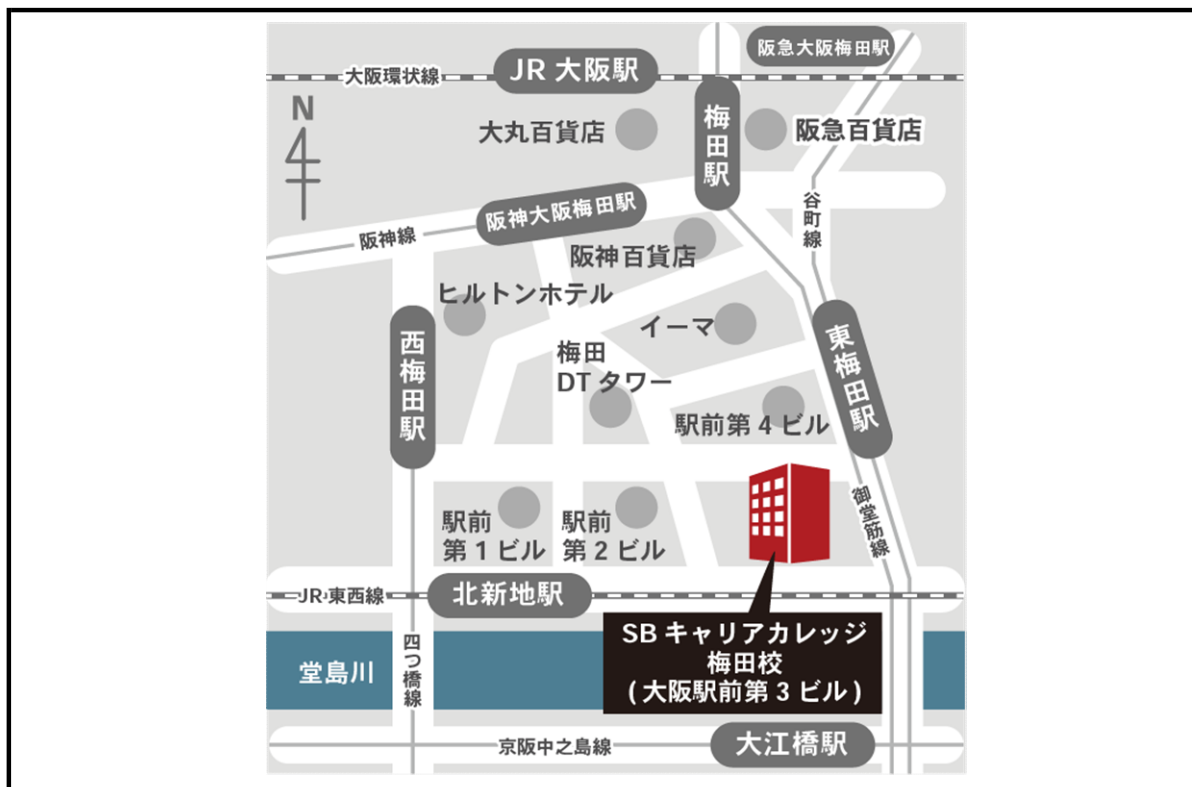 阪急大阪梅田駅
JR 大阪駅
大阪環状線
N
大丸百貨店
梅田駅
阪急百貨店
谷町線
阪神大阪梅田駅
阪神線
阪神百貨店
ヒルトンホテル
イーマ
西梅田駅
梅田
DT タワー
東梅田駅
駅前第 4 ビル
御堂筋線
駅前
第 1 ビル
駅前
第 2 ビル
JR 東西線
北新地駅
SB キャリアカレッジ
梅田校
( 大阪駅前第 3 ビル )
堂島川
四つ橋線
京阪中之島線
大江橋駅